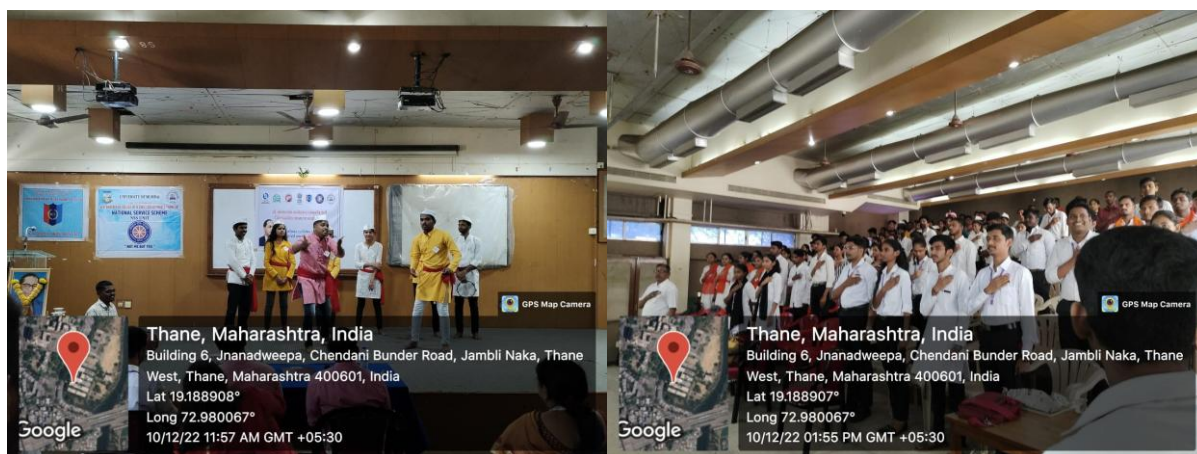 NATIONAL SERVICE SCHEME
"NOT ME BUT YOU"
GPS Map Camera
Thane, Maharashtra, India
Building 6, Jnanadweepa, Chendani Bunder Road, Jambli Naka, Thane
West, Thane, Maharashtra 400601, India
Lat 19.188908°
Long 72.980067°
10/12/22 11:57 AM GMT +05:30
Google
GPS Map Camera
Thane, Maharashtra, India
Building 6, Jnanadweepa, Chendani Bunder Road, Jambli Naka, Thane
West, Thane, Maharashtra 400601, India
Lat 19.188907°
Long 72.980067°
10/12/22 01:55 PM GMT +05:30
Google